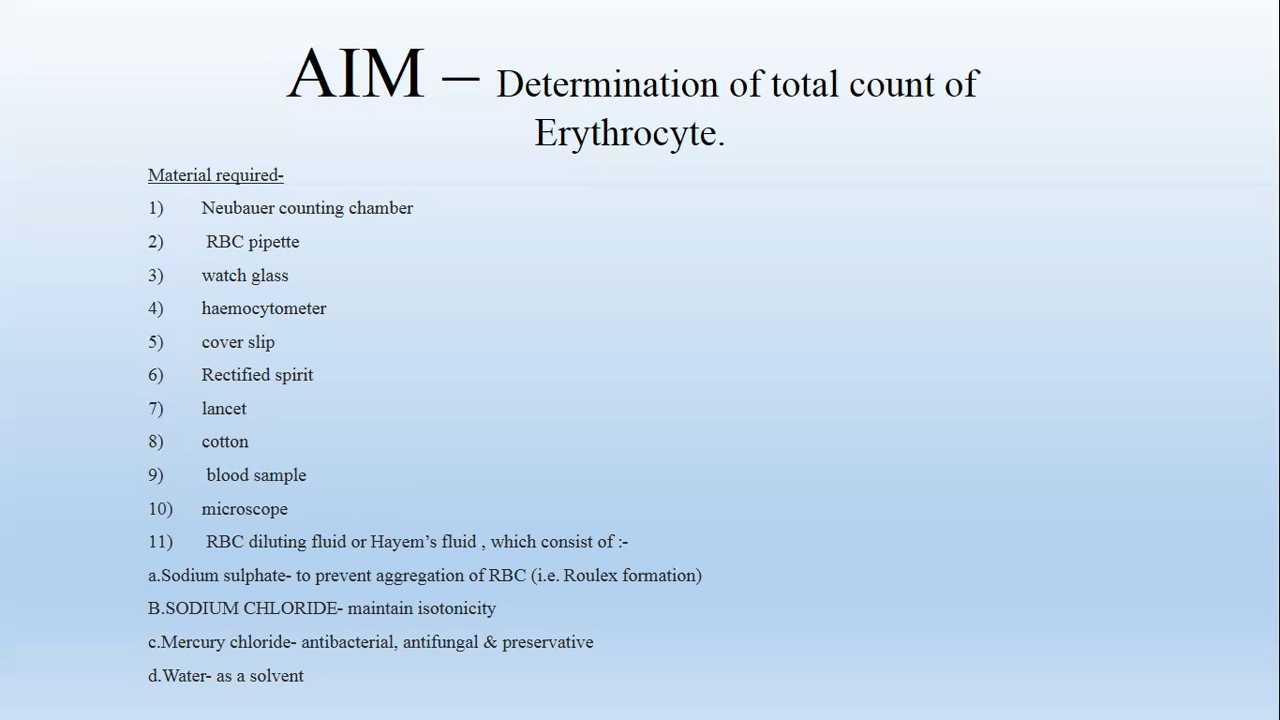 AIM – Determination of total count of
Erythrocyte.
Material required-
1) Neubauer counting chamber
2) RBC pipette
3) watch glass
4) haemocytometer
5) cover slip
6) Rectified spirit
7) lancet
8) cotton
9) blood sample
10) microscope
11) RBC diluting fluid or Hayem’s fluid , which consist of :-
a.Sodium sulphate- to prevent aggregation of RBC (i.e. Roulex formation)
B.SODIUM CHLORIDE- maintain isotonicity
c.Mercury chloride- antibacterial, antifungal & preservative
d.Water- as a solvent